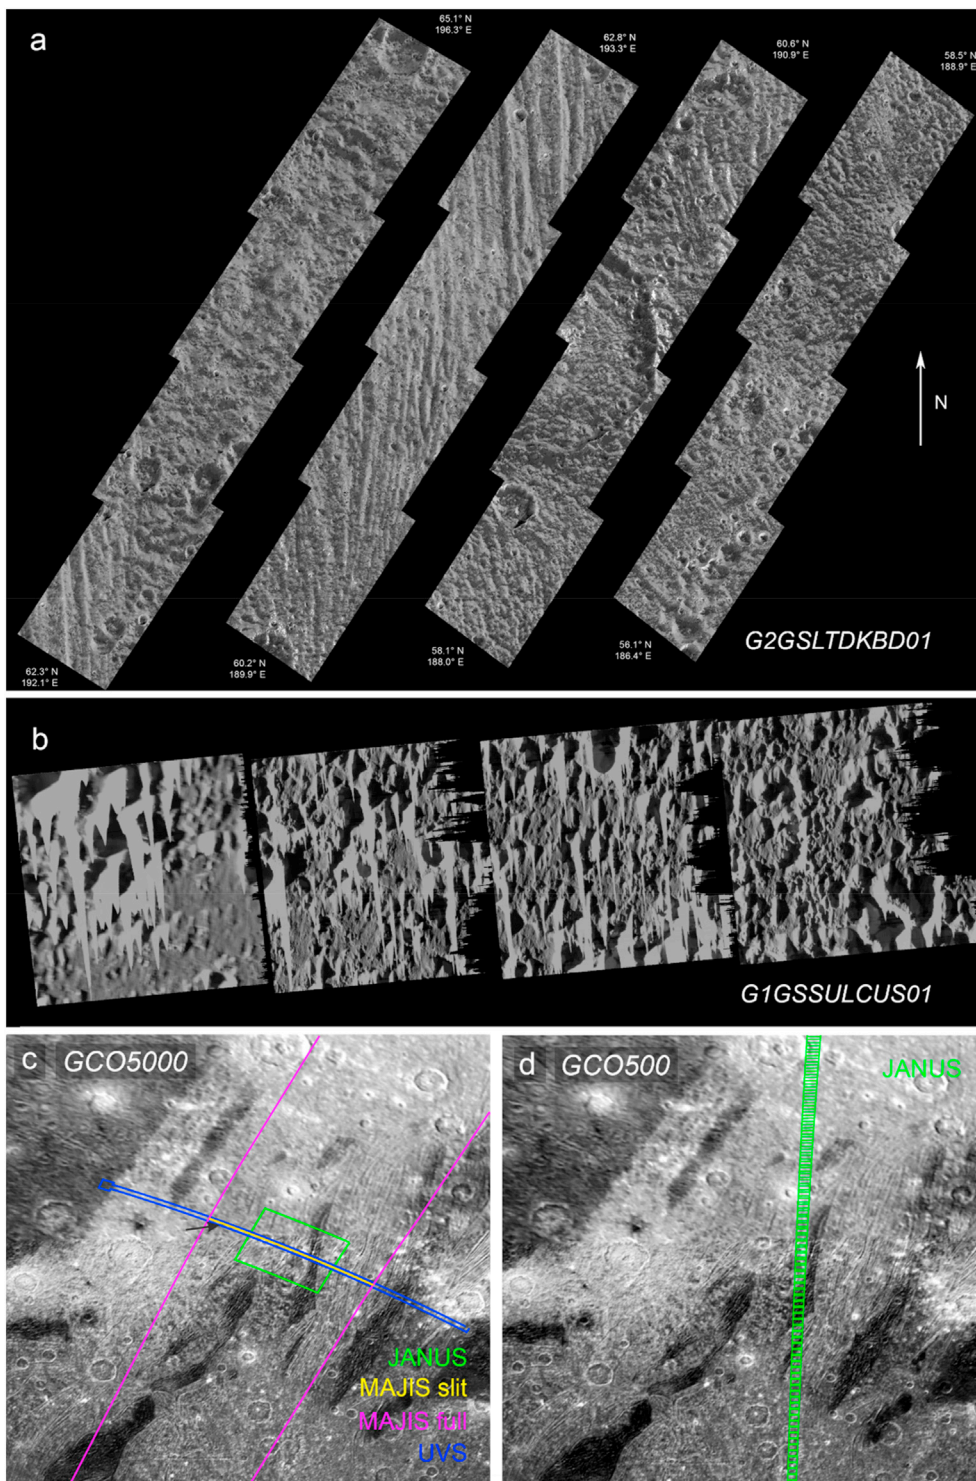 a
65.1° N
196.3° E
62.8° N
193.3° E
60.6° N
190.9° E
58.5° N
188.9° E
N
62.3° N
192.1° E
60.2° N
189.9° E
58.1° N
188.0° E
56.1° N
186.4° E
G2GSLTDKBD01
b
G1GSSULCUS01
c GCO5000
JANUS
MAJIS slit
MAJIS full
UVS
d GCO500
JANUS